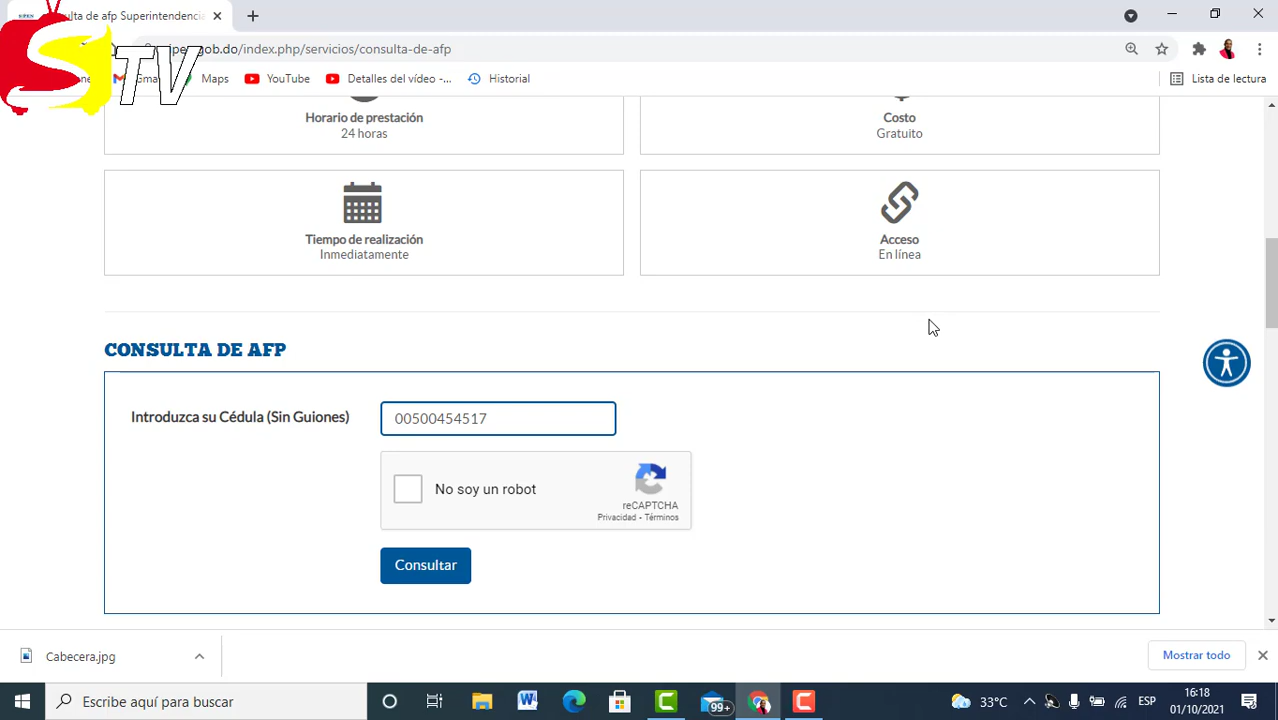 nsulta de afp Superintendencia
gob.do/index.php/servicios/consulta-de-afp
STV
Maps
YouTube
Detalles del vídeo -...
Historial
Lista de lectura
Horario de prestación
24 horas
Costo
Gratuito
Tiempo de realización
Inmediatamente
Acceso
En línea
CONSULTA DE AFP
Introduzca su Cédula (Sin Guiones)
00500454517
No soy un robot
reCAPTCHA
Privacidad - Términos
Consultar
Cabecera.jpg
Mostrar todo
Escribe aquí para buscar
99+
33°C
ESP
16:18
01/10/2021